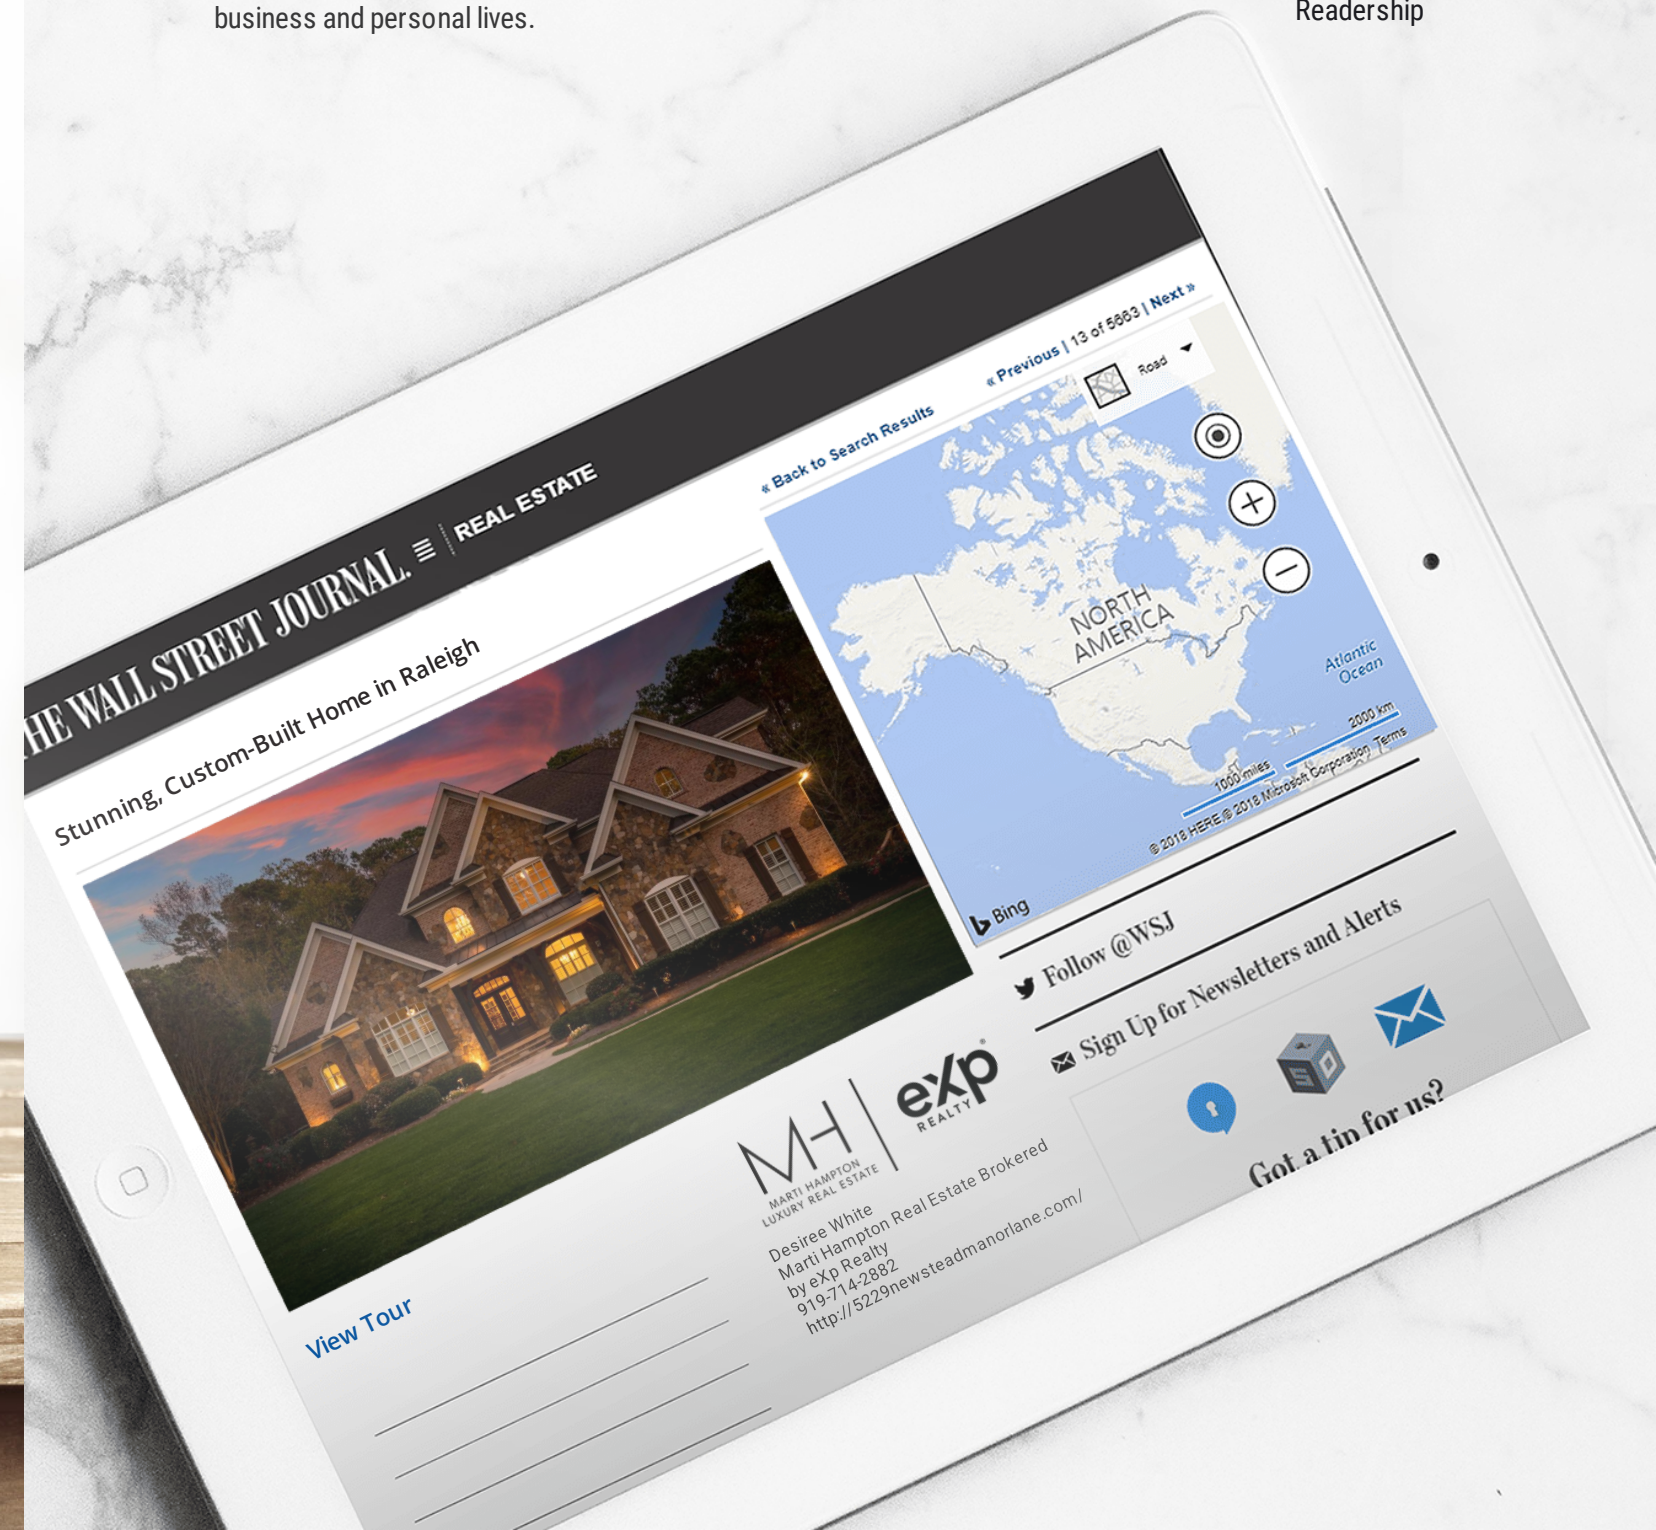 business and personal lives.
Readership
THE WALL STREET JOURNAL. REAL ESTATE
« Previous | 13 of 5663 | Next »
« Back to Search Results
Stunning, Custom-Built Home in Raleigh
Road
NORTH
AMERICA
Atlantic
Ocean
2000 km
1000 miles
© 2018 HERE, © 2018 Microsoft Corporation Terms
Bing
Follow @WSJ
Sign Up for Newsletters and Alerts
Got a tip for us?
MH
MARTI HAMPTON
LUXURY REAL ESTATE
eXp
REALTY
Desiree White
Marti Hampton Real Estate Brokered
by eXp Realty
919-714-2882
http://5229newsteadmanorlane.com/
View Tour